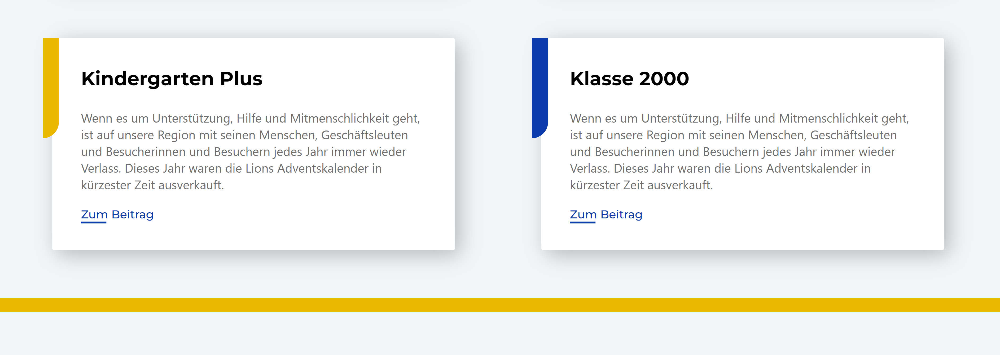 Kindergarten Plus
Wenn es um Unterstützung, Hilfe und Mitmenschlichkeit geht,
ist auf unsere Region mit seinen Menschen, Geschäftsleuten
und Besucherinnen und Besuchern jedes Jahr immer wieder
Verlass. Dieses Jahr waren die Lions Adventskalender in
kürzester Zeit ausverkauft.
Zum Beitrag
Klasse 2000
Wenn es um Unterstützung, Hilfe und Mitmenschlichkeit geht,
ist auf unsere Region mit seinen Menschen, Geschäftsleuten
und Besucherinnen und Besuchern jedes Jahr immer wieder
Verlass. Dieses Jahr waren die Lions Adventskalender in
kürzester Zeit ausverkauft.
Zum Beitrag